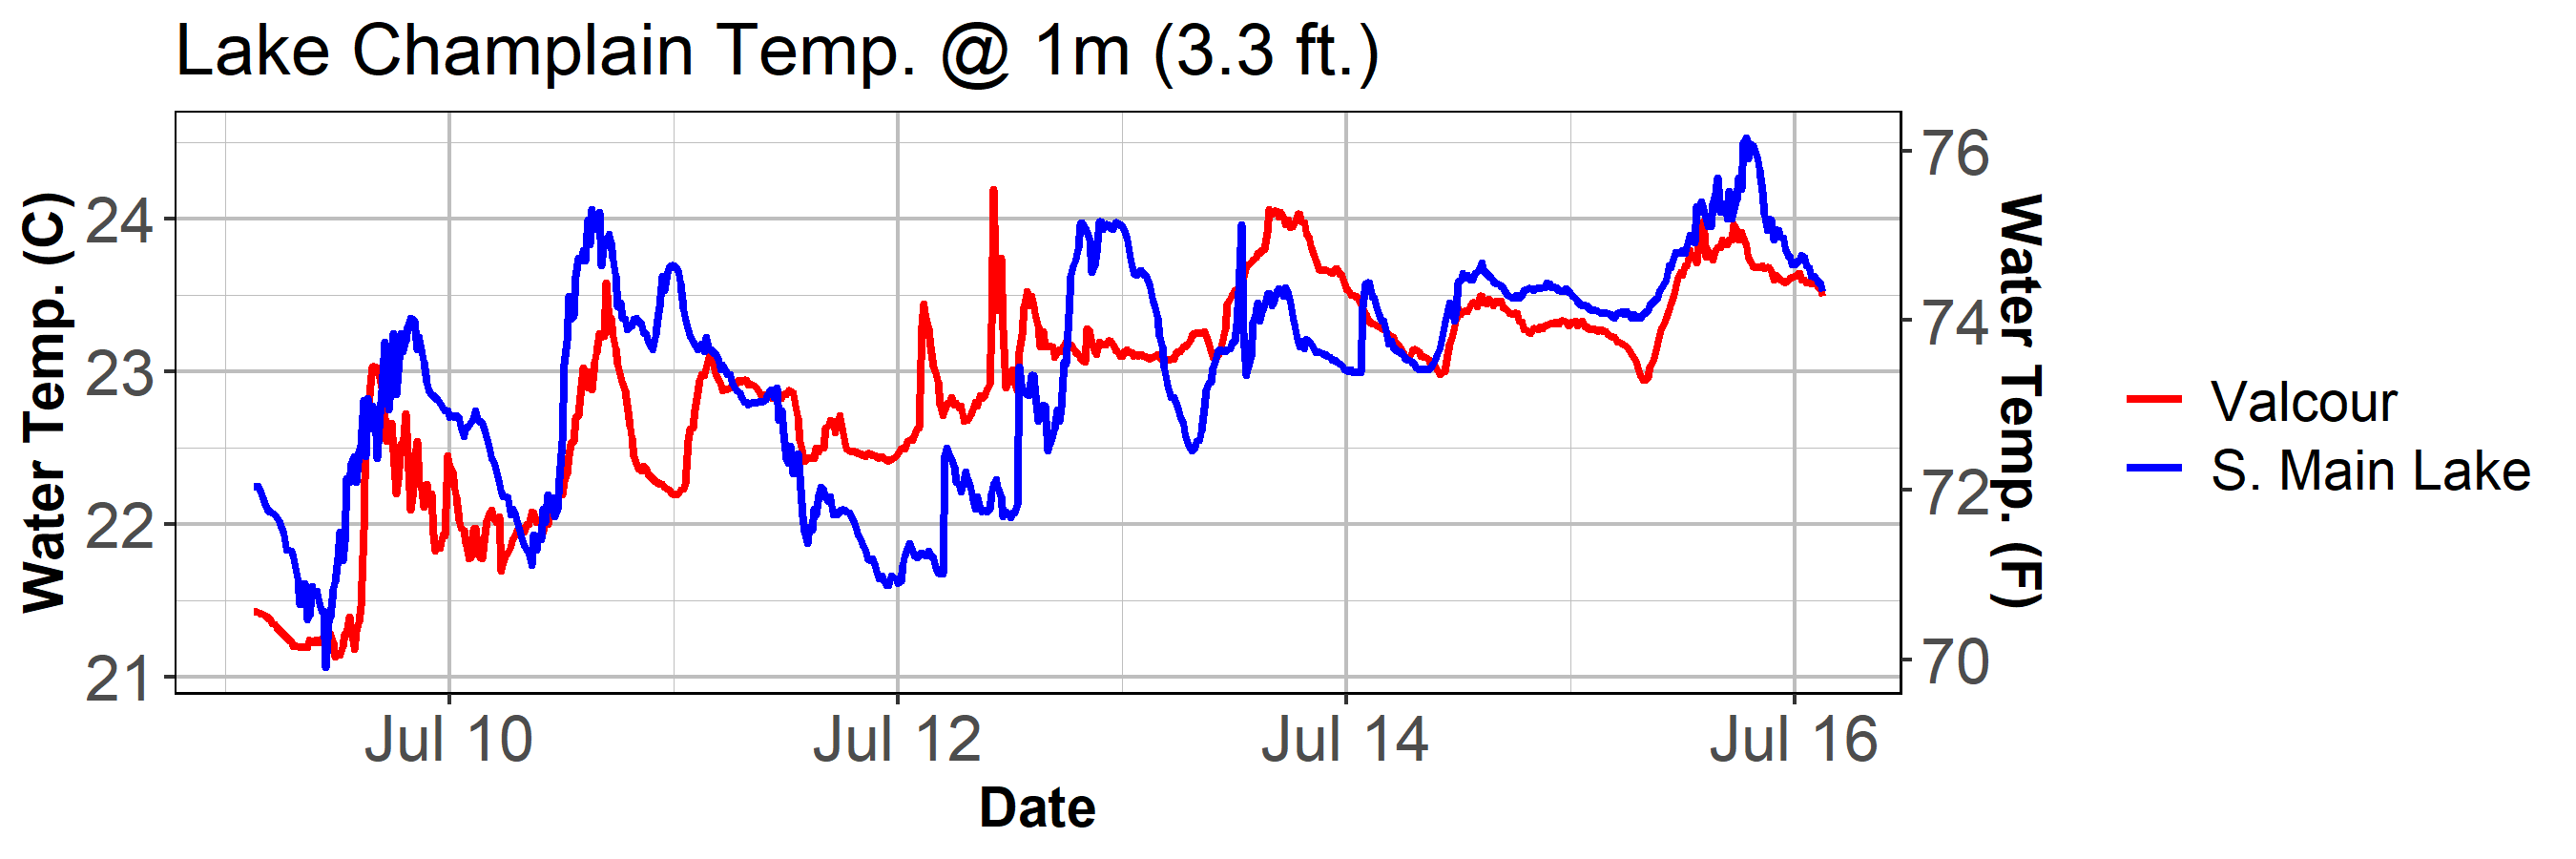 Lake Champlain Temp. @ 1m (3.3 ft.)
Water Temp. (C)
24
23
22
21
76
74
72
70
Water Temp. (F)
Jul 10
Jul 12
Jul 14
Jul 16
Date
Valcour
S. Main Lake